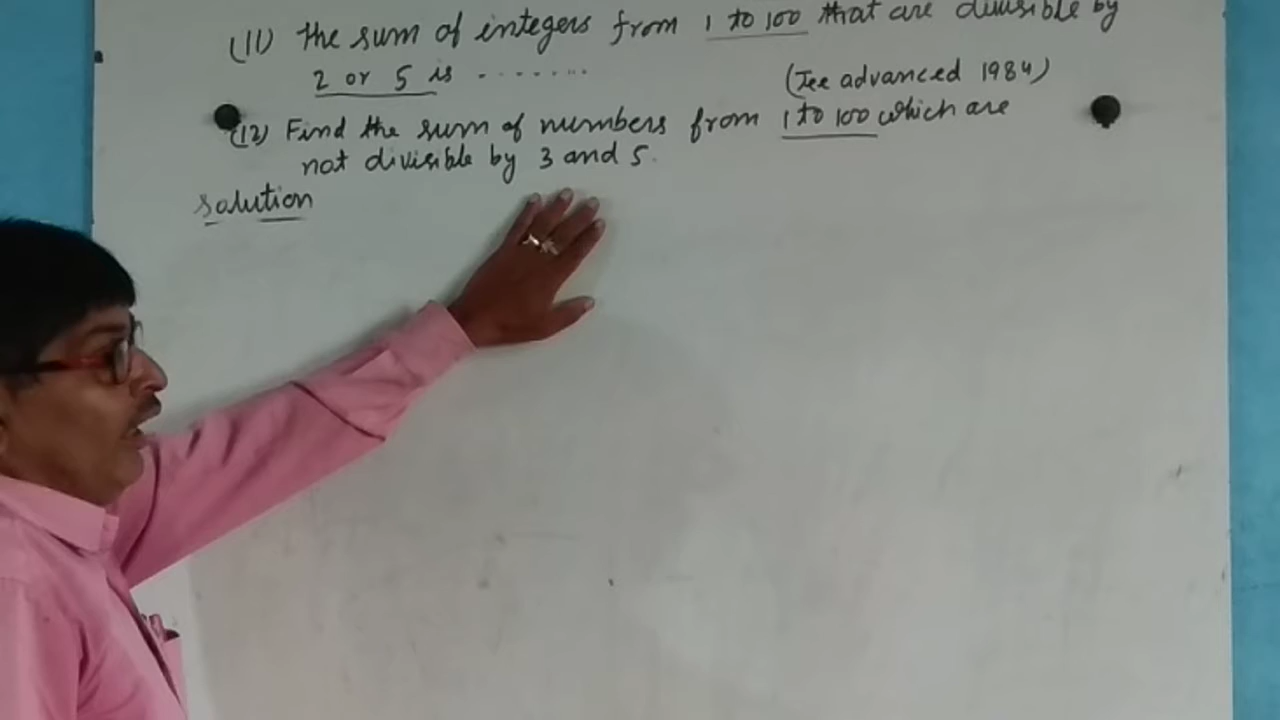 (11) the sum of integers from 1 to 100 that are divisible by
2 or 5 is .......
(Jee advanced 1984)
(12) Find the sum of numbers from 1 to 100 which are
not divisible by 3 and 5.
solution